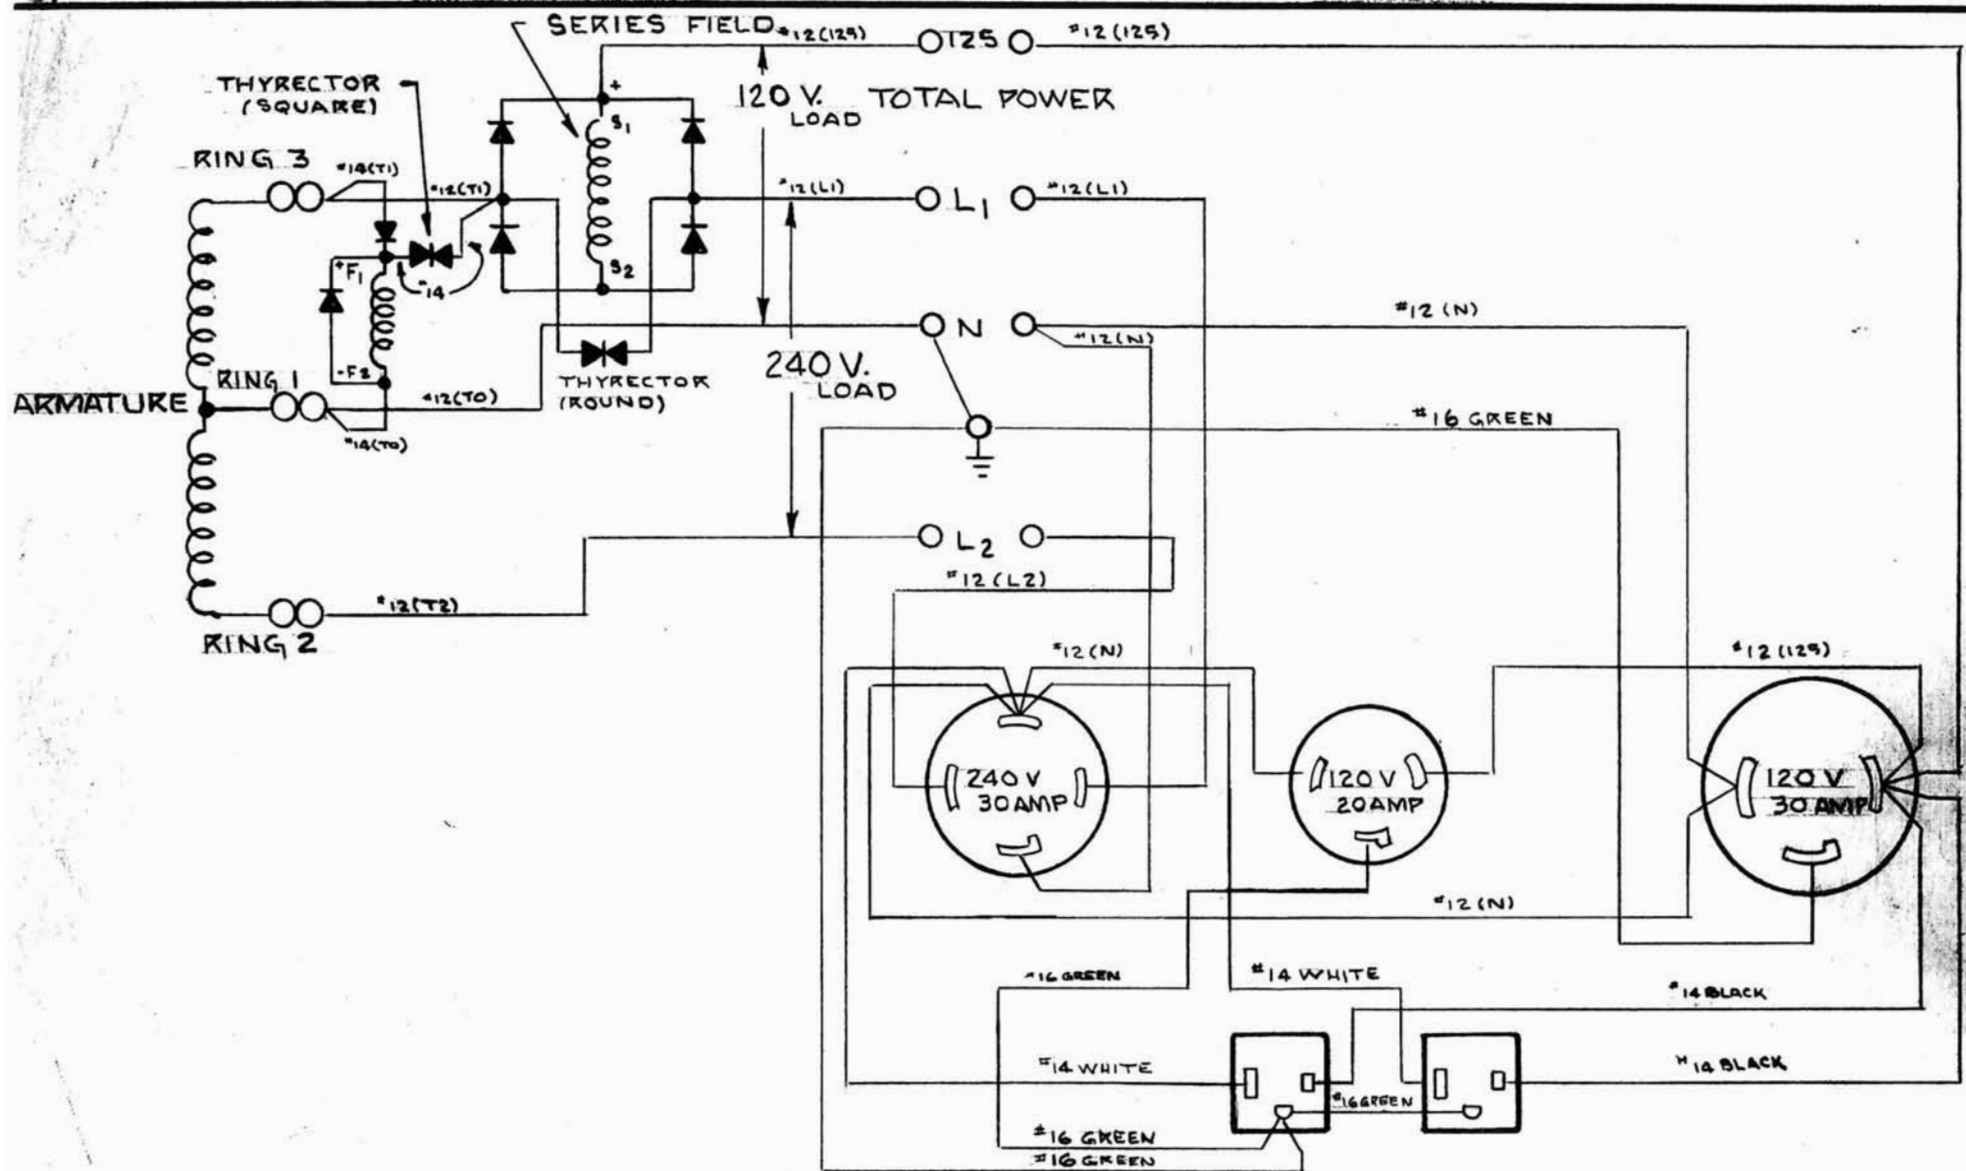 SERIES FIELD
#12(125)
125
#12(125)
THYRECTOR
(SQUARE)
+
120 V.
LOAD
TOTAL POWER
S1
RING 3
#14(T1)
#12(T1)
#12(L1)
L1
#12(L1)
+F1
#14
S2
N
#12(N)
#12(N)
-F2
240 V.
LOAD
THYRECTOR
(ROUND)
RING 1
ARMATURE
#12(TO)
#14(TO)
#16 GREEN
L2
#12(L2)
#12(T2)
RING 2
#12(N)
#12(125)
240 V
30 AMP
120 V
20 AMP
120 V
30 AMP
#12(N)
#16 GREEN
#14 WHITE
#14 BLACK
#14 WHITE
#14 BLACK
#16 GREEN
#16 GREEN
#16 GREEN